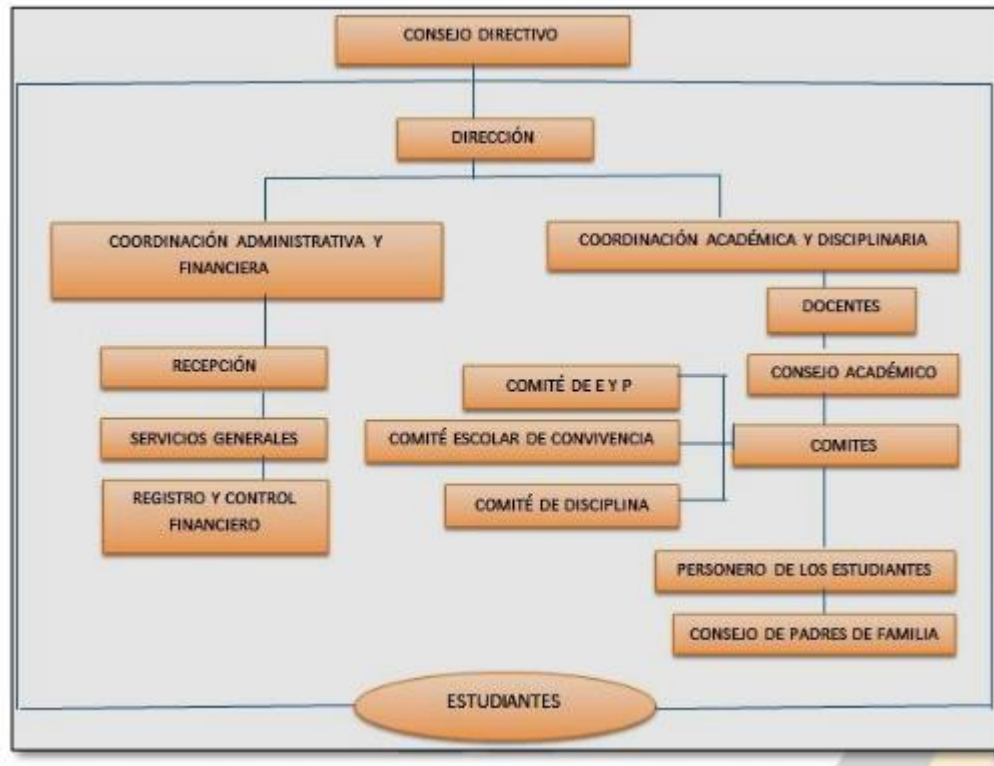 CONSEJO DIRECTIVO
DIRECCIÓN
COORDINACIÓN ADMINISTRATIVA Y
FINANCIERA
COORDINACIÓN ACADÉMICA Y DISCIPLINARIA
DOCENTES
RECEPCIÓN
CONSEJO ACADÉMICO
COMITÉ DE E Y P
SERVICIOS GENERALES
COMITÉ ESCOLAR DE CONVIVENCIA
COMITES
REGISTRO Y CONTROL
FINANCIERO
COMITÉ DE DISCIPLINA
PERSONERO DE LOS ESTUDIANTES
CONSEJO DE PADRES DE FAMILIA
ESTUDIANTES